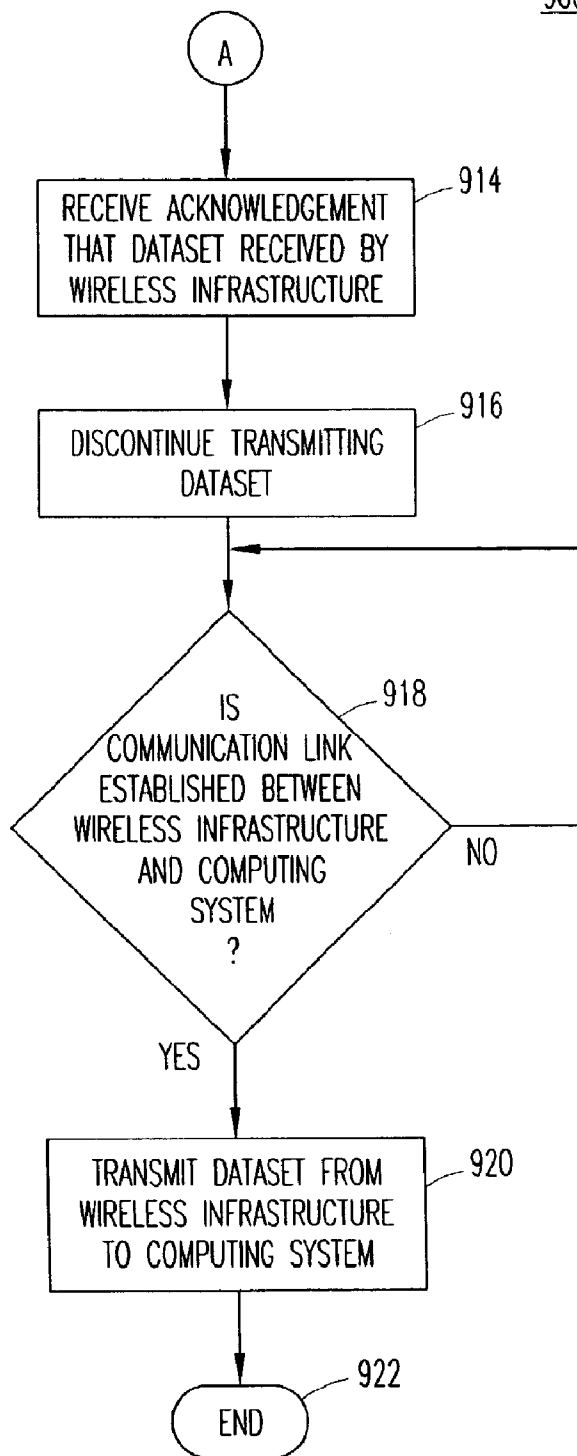 A
914
RECEIVE ACKNOWLEDGEMENT
THAT DATASET RECEIVED BY
WIRELESS INFRASTRUCTURE
916
DISCONTINUE TRANSMITTING
DATASET
918
IS
COMMUNICATION LINK
ESTABLISHED BETWEEN
WIRELESS INFRASTRUCTURE
AND COMPUTING
SYSTEM
?
NO
YES
920
TRANSMIT DATASET FROM
WIRELESS INFRASTRUCTURE
TO COMPUTING SYSTEM
922
END